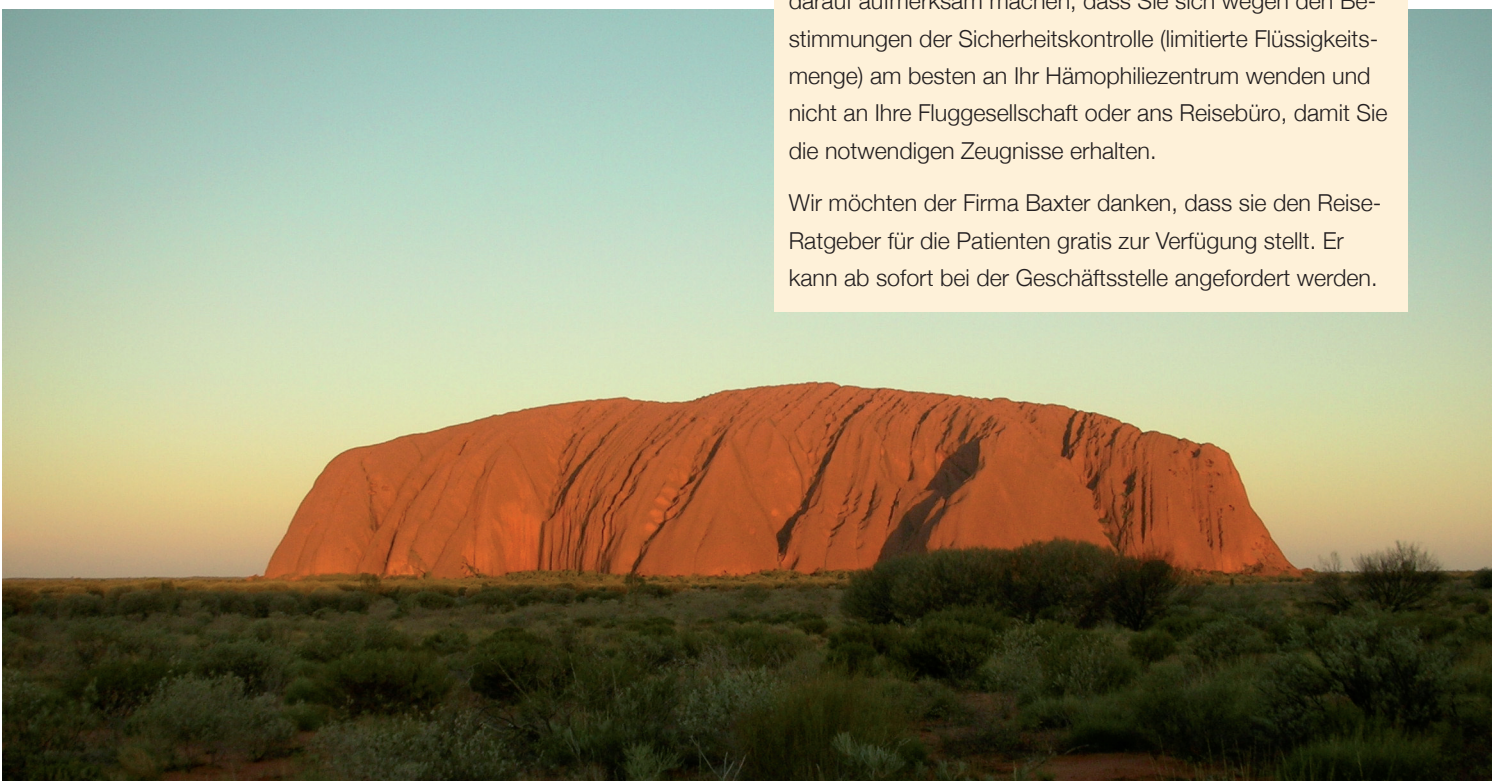 darauf aufmerksam machen, dass Sie sich wegen den Be-
stimmungen der Sicherheitskontrolle (limitierte Flüssigkeits-
menge) am besten an Ihr Hämophiliezentrum wenden und
nicht an Ihre Fluggesellschaft oder ans Reisebüro, damit Sie
die notwendigen Zeugnisse erhalten.
Wir möchten der Firma Baxter danken, dass sie den Reise-
Ratgeber für die Patienten gratis zur Verfügung stellt. Er
kann ab sofort bei der Geschäftsstelle angefordert werden.